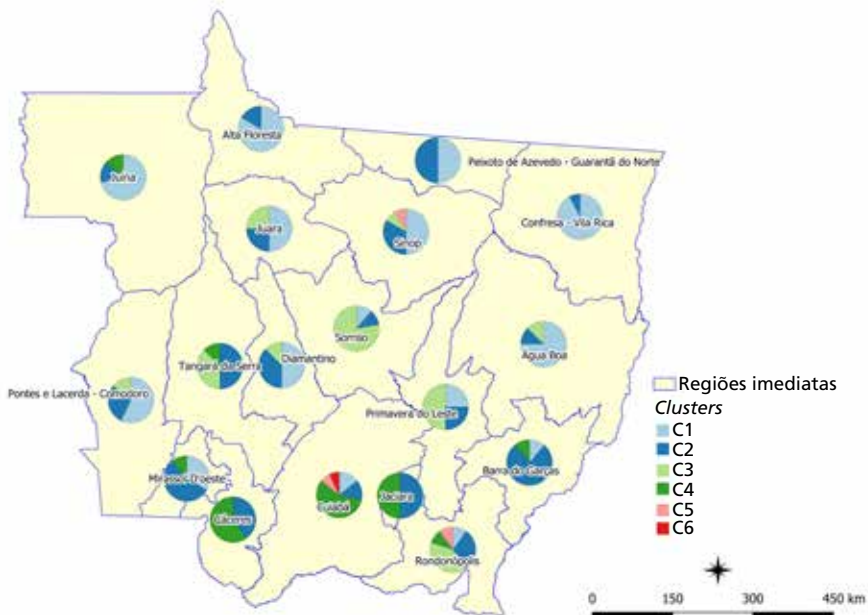 Alta Floresta
Peixoto de Azevedo - Guarantã do Norte
Juína
Confresa - Vila Rica
Juara
Sinop
Sorriso
Água Boa
Tangará da Serra
Diamantino
Pontes e Lacerda - Comodoro
Primavera do Leste
Barra do Garças
Mirassol D'oeste
Cuiabá
Jaciara
Cáceres
Rondonópolis
Regiões imediatas
Clusters
C1
C2
C3
C4
C5
C6
0 150 300 450 km